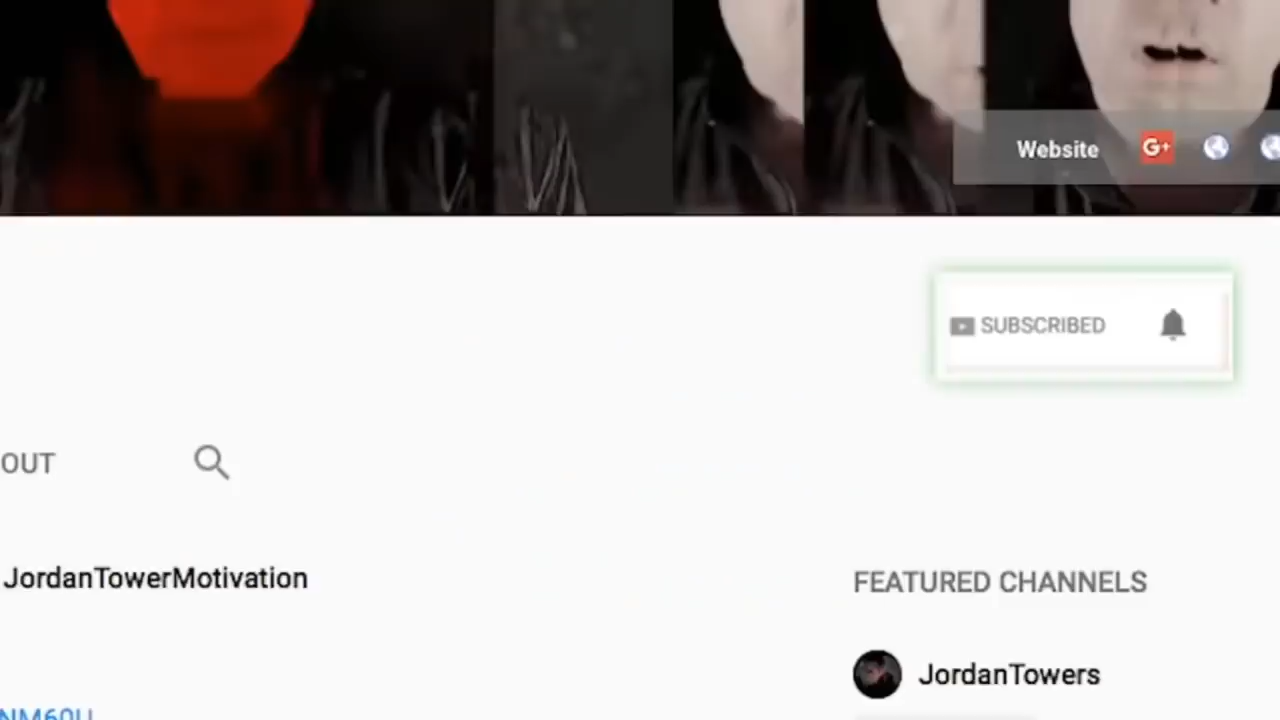 Website G+
SUBSCRIBED
OUT
JordanTowerMotivation
FEATURED CHANNELS
JordanTowers